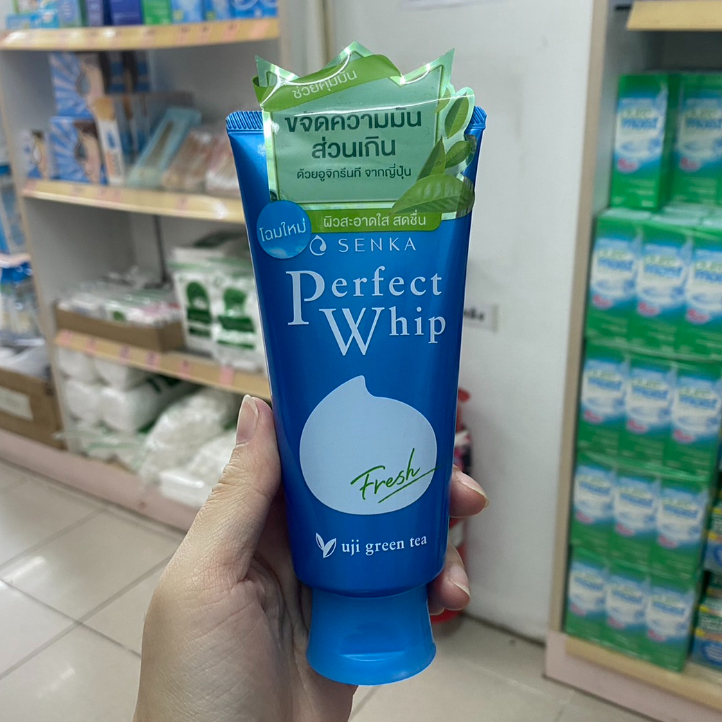 ช่วยคุมมัน
ขจัดความมัน
ส่วนเกิน
ด้วยอูจิกรีนที จากญี่ปุ่น
ผิวสะอาดใส สดชื่น
โฉมใหม่
SENKA
Perfect
Whip
Fresh
uji green tea